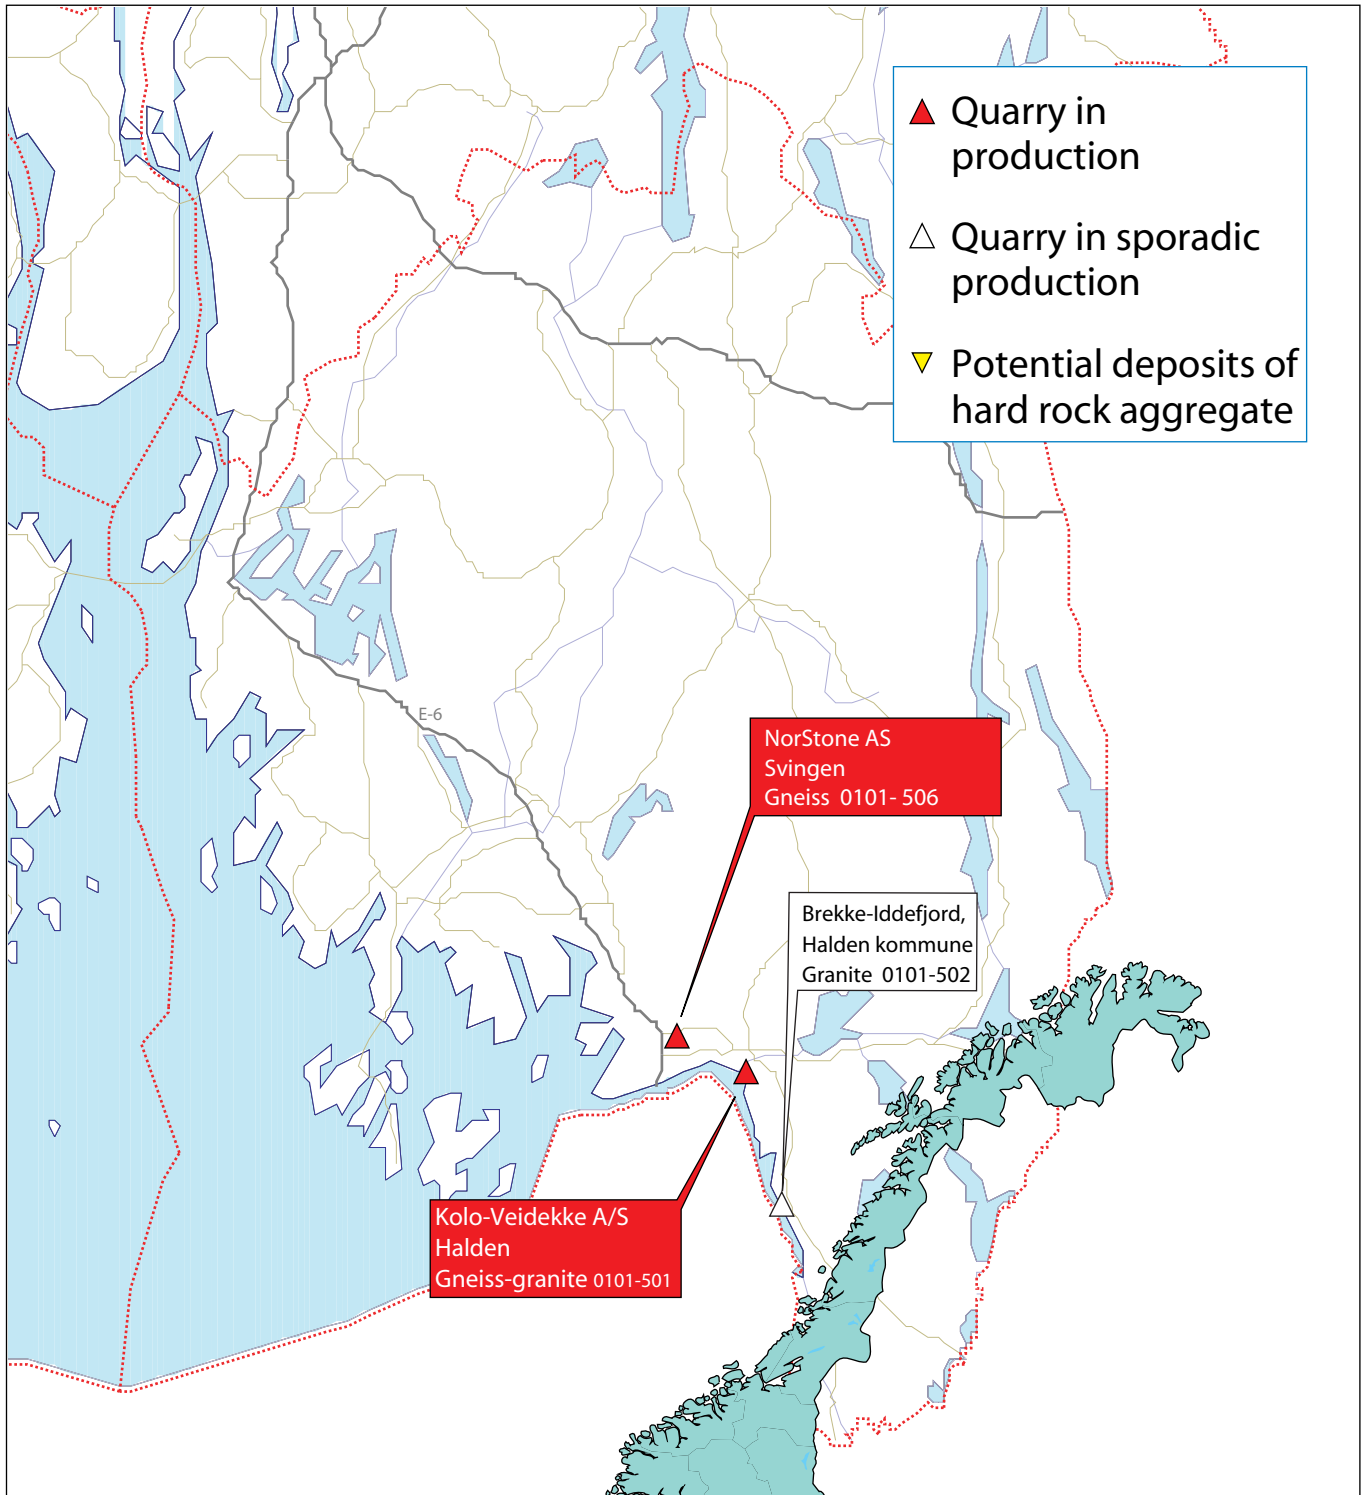 Quarry in
production
Quarry in sporadic
production
Potential deposits of
hard rock aggregate
E-6
NorStone AS
Svingen
Gneiss 0101- 506
Brekke-Iddefjord,
Halden kommune
Granite 0101-502
Kolo-Veidekke A/S
Halden
Gneiss-granite 0101-501